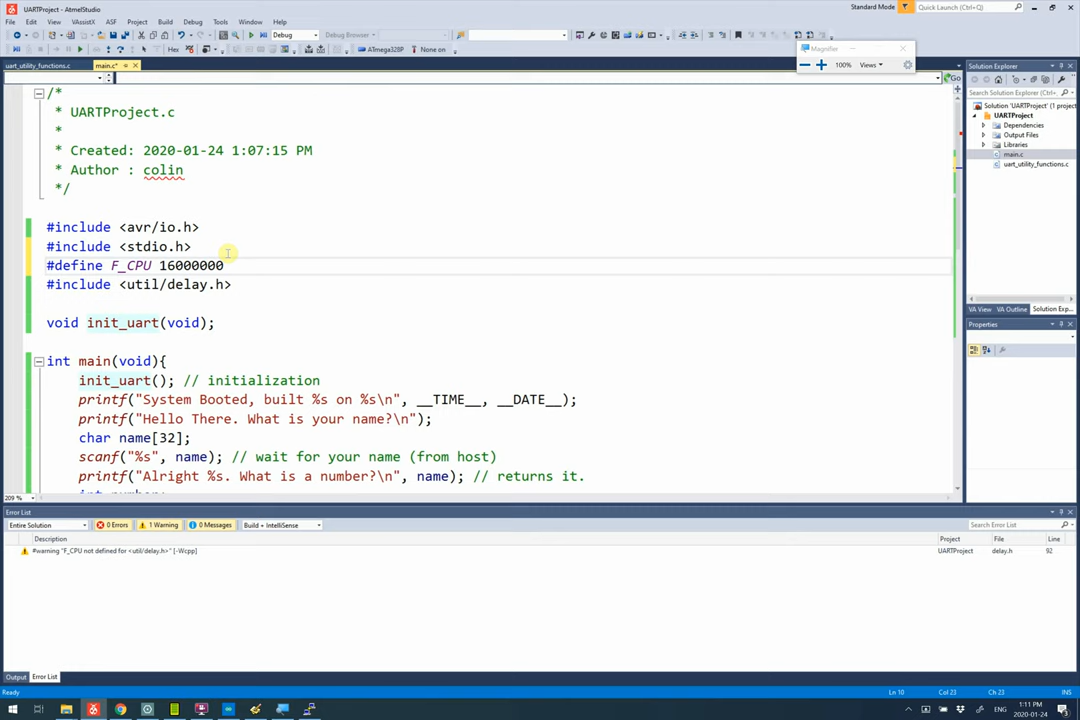 UARTProject - AtmelStudio
Standard Mode
Quick Launch (Ctrl+Q)
File Edit View VAssistX ASF Project Build Debug Tools Window Help
Debug
Debug Browser
Hex
ATmega328P
None on
Magnifier
100% Views
uart_utility_functions.c main.c*
Go
/*
* UARTProject.c
*
* Created: 2020-01-24 1:07:15 PM
* Author : colin
*/
#include <avr/io.h>
#include <stdio.h>
#define F_CPU 16000000
#include <util/delay.h>
void init_uart(void);
int main(void){
init_uart(); // initialization
printf("System Booted, built %s on %s\n", __TIME__, __DATE__);
printf("Hello There. What is your name?\n");
char name[32];
scanf("%s", name); // wait for your name (from host)
printf("Alright %s. What is a number?\n", name); // returns it.
int number;
209 %
Solution Explorer
Search Solution Explorer (Ctrl+;)
Solution 'UARTProject' (1 project)
UARTProject
Dependencies
Output Files
Libraries
main.c
uart_utility_functions.c
VA View VA Outline Solution Exp...
Properties
Error List
Entire Solution
0 Errors
1 Warning
0 Messages
Build + IntelliSense
Search Error List
Description Project File Line
#warning "F_CPU not defined for <util/delay.h>" [-Wcpp] UARTProject delay.h 92
Output Error List
Ready
Ln 10 Col 23 Ch 23 INS
ENG
1:11 PM
2020-01-24